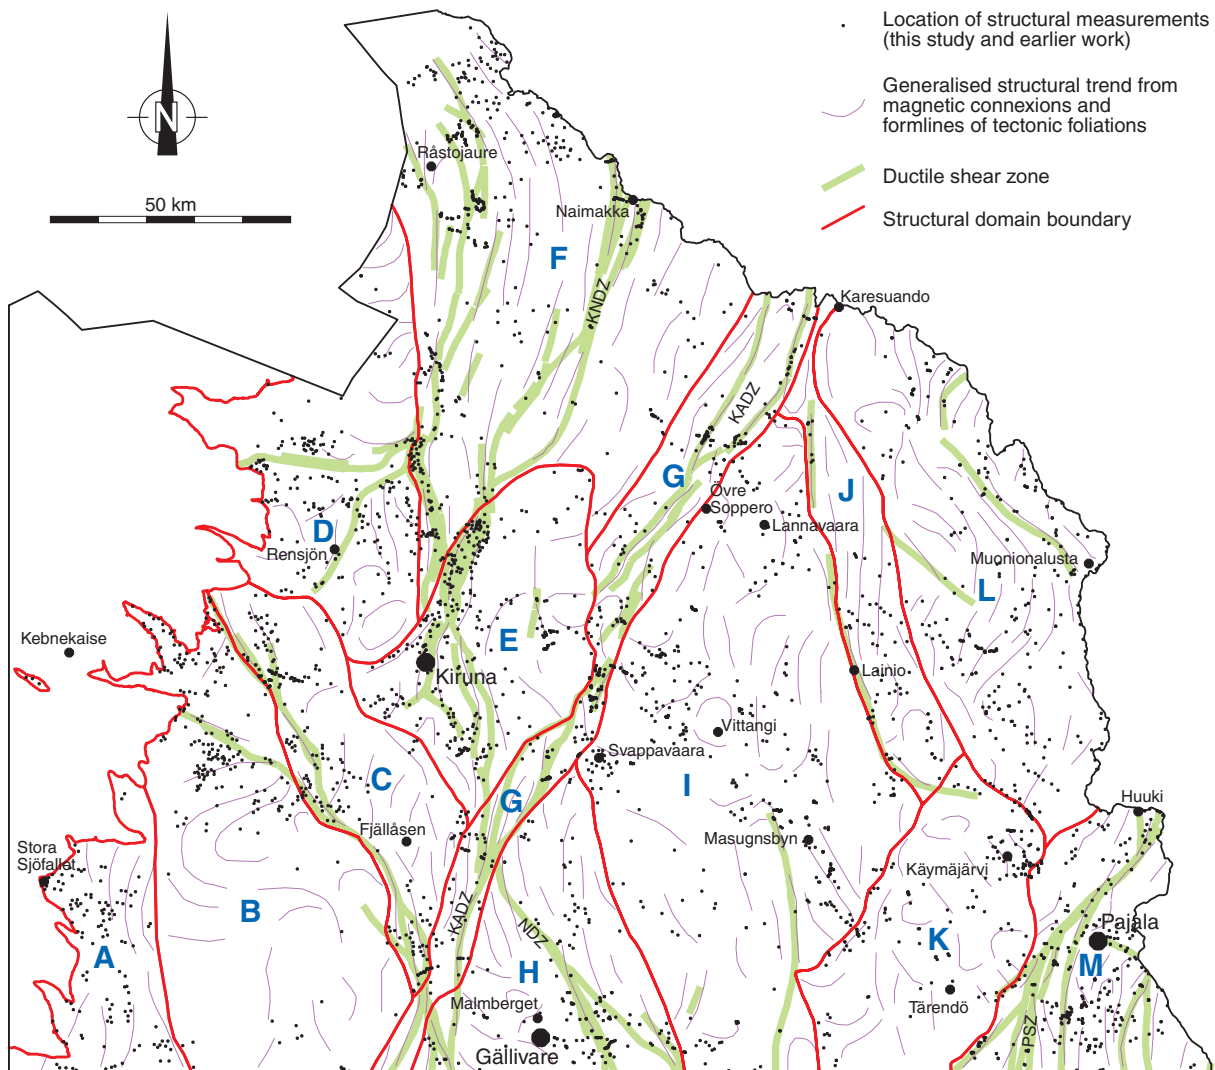 Location of structural measurements
(this study and earlier work)
Generalised structural trend from
magnetic connexions and
formlines of tectonic foliations
Ductile shear zone
Structural domain boundary
N
50 km
Råstojaure
Naimakka
F
KNDZ
Karesuando
KADZ
G
Övre
Soppero
J
Lannavaara
D
Rensjön
Muonionalusta
L
E
Kebnekaise
Kiruna
Lainio
Vittangi
Svappavaara
C
G
I
Huuki
Fjällåsen
Masugnsbyn
Stora
Sjöfallet
Käymäjärvi
B
KADZ
NDZ
K
Pajala
A
H
M
Malmberget
Tärendö
PSZ
Gällivare